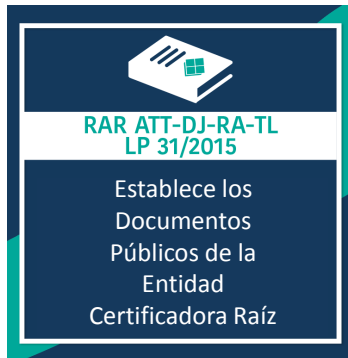 RAR ATT-DJ-RA-TL
LP 31/2015
Establece los
Documentos
Públicos de la
Entidad
Certificadora Raíz